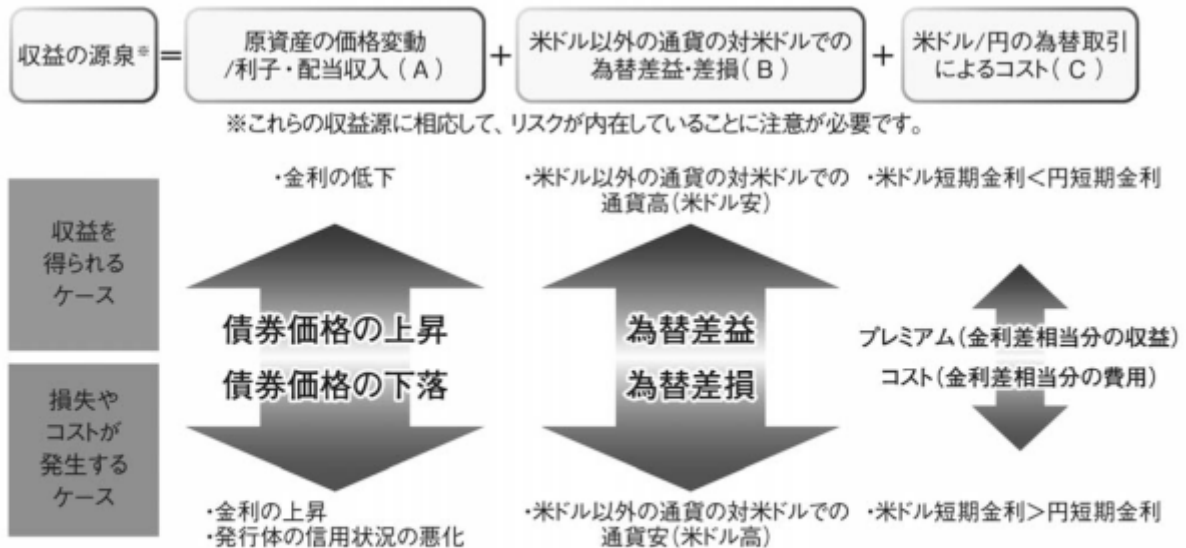 収益の源泉※
=
原資産の価格変動
/利子・配当収入(A)
+
米ドル以外の通貨の対米ドルでの
為替差益・差損(B)
+
米ドル/円の為替取引
によるコスト(C)
※これらの収益源に相応して、リスクが内在していることに注意が必要です。
収益を
得られる
ケース
・金利の低下
・米ドル以外の通貨の対米ドルでの
通貨高(米ドル安)
・米ドル短期金利<円短期金利
債券価格の上昇
為替差益
プレミアム(金利差相当分の収益)
損失や
コストが
発生する
ケース
債券価格の下落
為替差損
コスト(金利差相当分の費用)
・金利の上昇
・発行体の信用状況の悪化
・米ドル以外の通貨の対米ドルでの
通貨安(米ドル高)
・米ドル短期金利>円短期金利